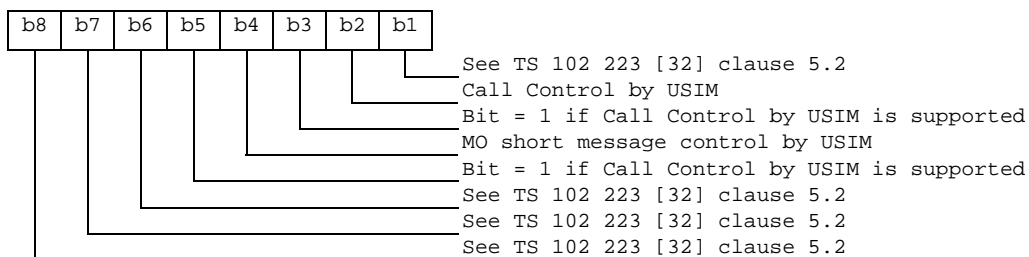 b8 b7 b6 b5 b4 b3 b2 b1
See TS 102 223 [32] clause 5.2
Call Control by USIM
Bit = 1 if Call Control by USIM is supported
MO short message control by USIM
Bit = 1 if Call Control by USIM is supported
See TS 102 223 [32] clause 5.2
See TS 102 223 [32] clause 5.2
See TS 102 223 [32] clause 5.2